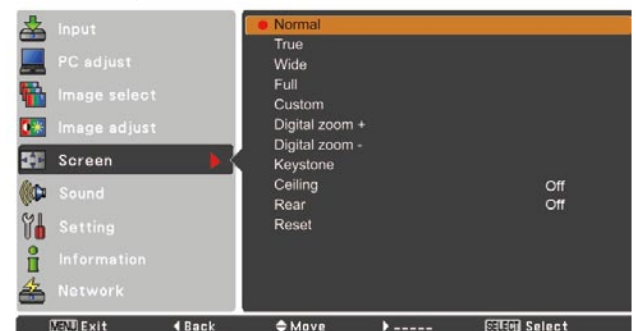 Input
PC adjust
Image select
Image adjust
Screen
Sound
Setting
Information
Network
Normal
True
Wide
Full
Custom
Digital zoom +
Digital zoom -
Keystone
Ceiling Off
Rear Off
Reset
MENU Exit Back Move ----- SELECT Select